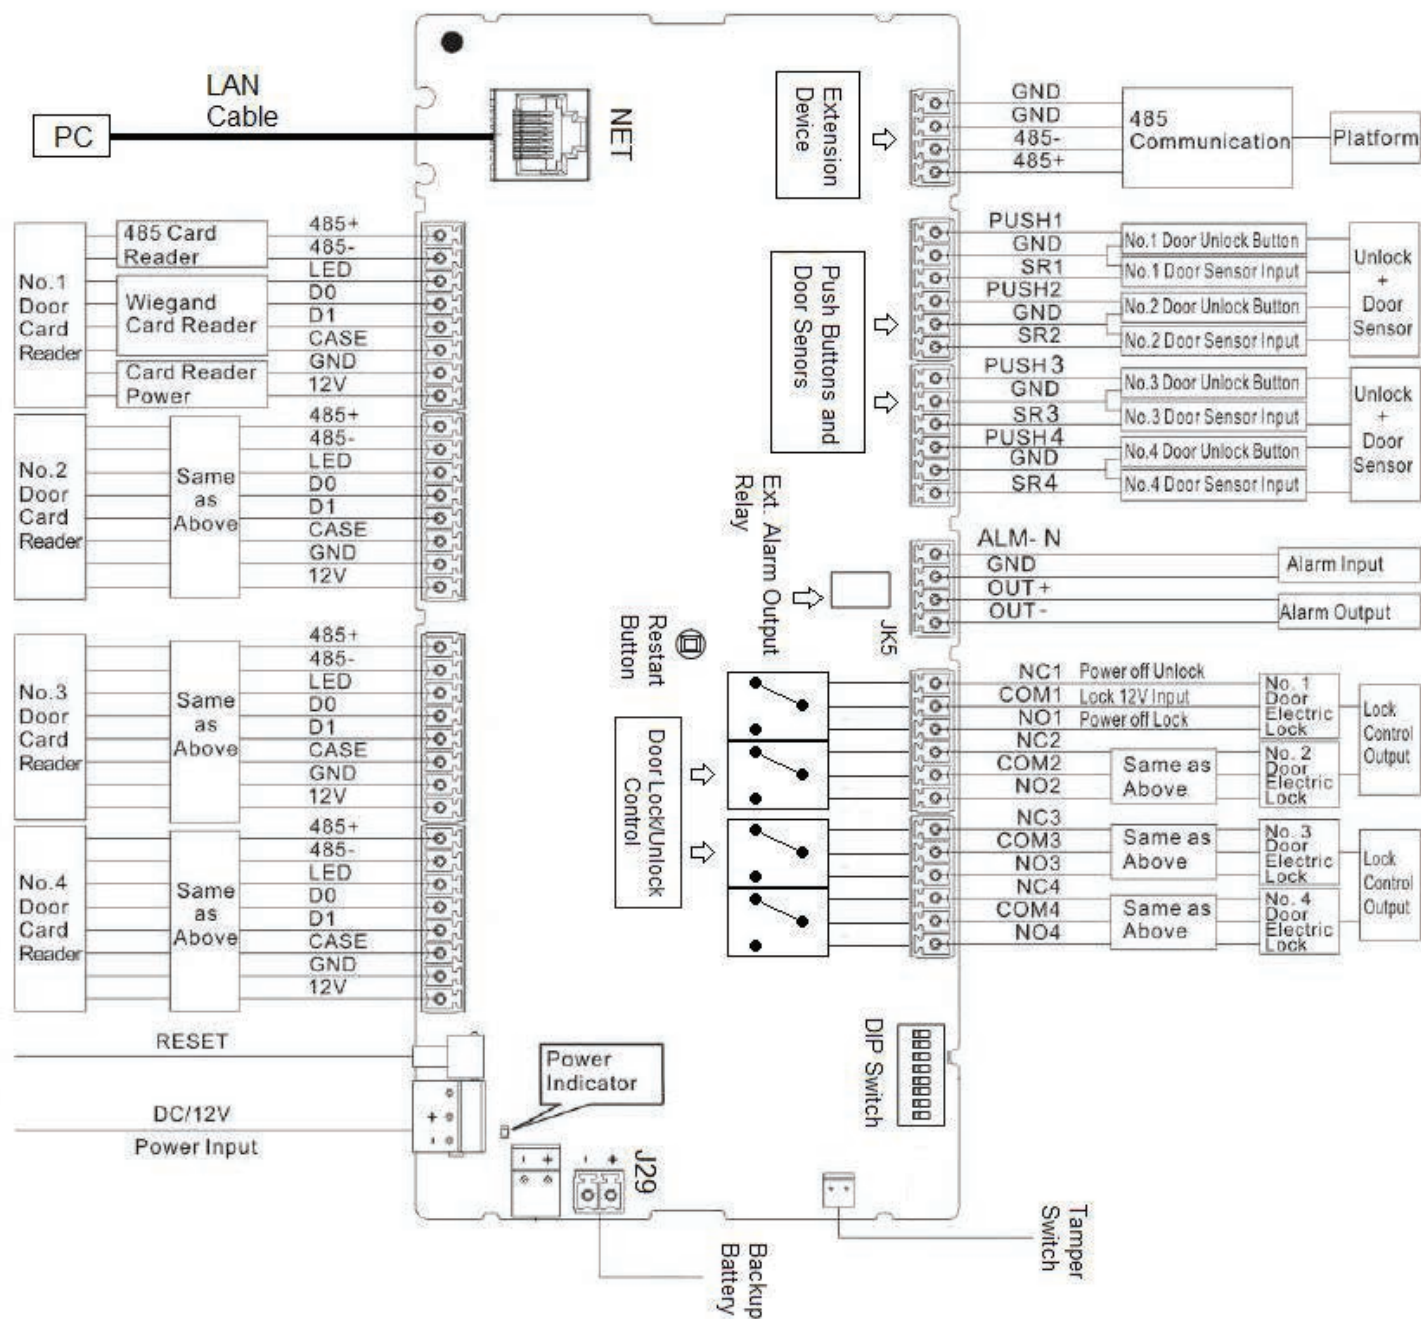 LAN
Cable
PC
NET
No.1
Door
Card
Reader
485 Card
Reader
Wiegand
Card Reader
Card Reader
Power
485+
485-
LED
D0
D1
CASE
GND
12V
No.2
Door
Card
Reader
Same
as
Above
485+
485-
LED
D0
D1
CASE
GND
12V
No.3
Door
Card
Reader
Same
as
Above
485+
485-
LED
D0
D1
CASE
GND
12V
No.4
Door
Card
Reader
Same
as
Above
485+
485-
LED
D0
D1
CASE
GND
12V
RESET
DC/12V
Power Input
+
-
Power
Indicator
- +
- +
J29
Backup
Battery
Extension
Device
GND
GND
485-
485+
485
Communication
Platform
Push Buttons and
Door Senors
PUSH1
GND
SR1
PUSH2
GND
SR2
No.1 Door Unlock Button
No.1 Door Sensor Input
No.2 Door Unlock Button
No.2 Door Sensor Input
Unlock
+
Door
Sensor
PUSH3
GND
SR3
PUSH4
GND
SR4
No.3 Door Unlock Button
No.3 Door Sensor Input
No.4 Door Unlock Button
No.4 Door Sensor Input
Unlock
+
Door
Sensor
Ext. Alarm Output
Relay
JK5
ALM- N
GND
OUT+
OUT-
Alarm Input
Alarm Output
Restart
Button
Door Lock/Unlock
Control
NC1 Power off Unlock
COM1 Lock 12V Input
NO1 Power off Lock
NC2
COM2
NO2
Same as
Above
No. 1
Door
Electric
Lock
No. 2
Door
Electric
Lock
Lock
Control
Output
NC3
COM3
NO3
NC4
COM4
NO4
Same as
Above
Same as
Above
No. 3
Door
Electric
Lock
No. 4
Door
Electric
Lock
Lock
Control
Output
DIP Switch
Tamper
Switch